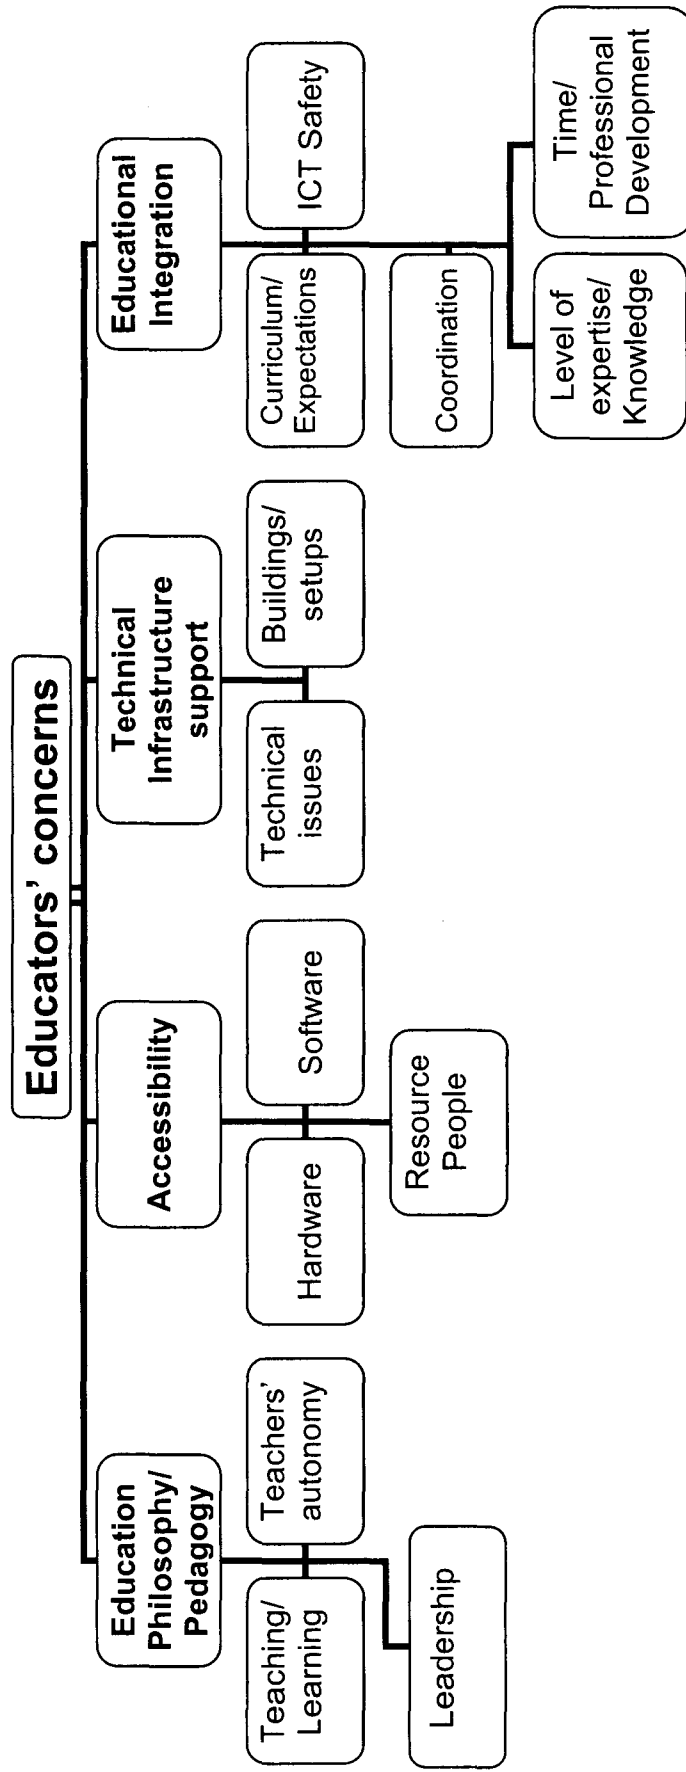 Educators' concerns
Education
Philosophy/
Pedagogy
Accessibility
Technical
Infrastructure
support
Educational
Integration
Teaching/
Learning
Teachers'
autonomy
Leadership
Hardware
Software
Resource
People
Technical
issues
Buildings/
setups
Curriculum/
Expectations
ICT Safety
Coordination
Level of
expertise/
Knowledge
Time/
Professional
Development